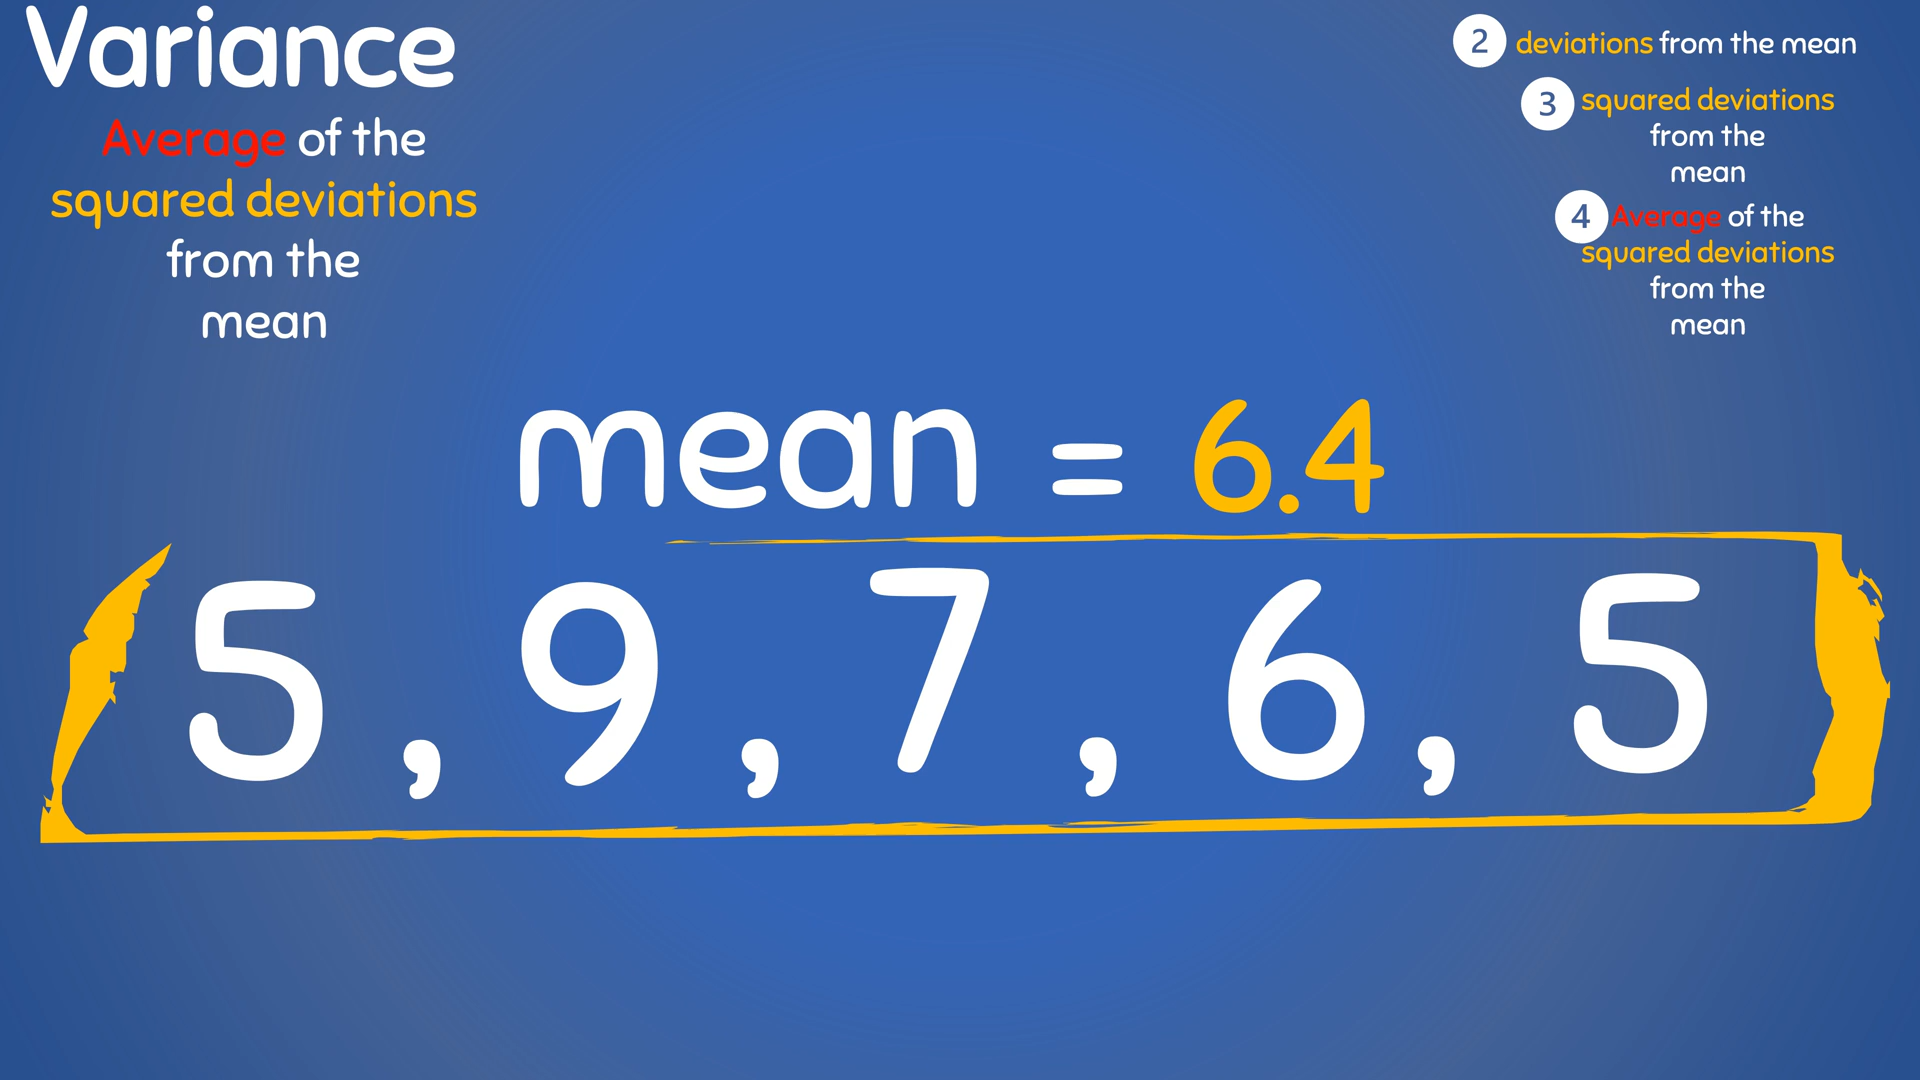 Variance
Average of the
squared deviations
from the
mean
2 deviations from the mean
3 squared deviations
from the
mean
4 Average of the
squared deviations
from the
mean
mean = 6.4
5, 9, 7, 6, 5